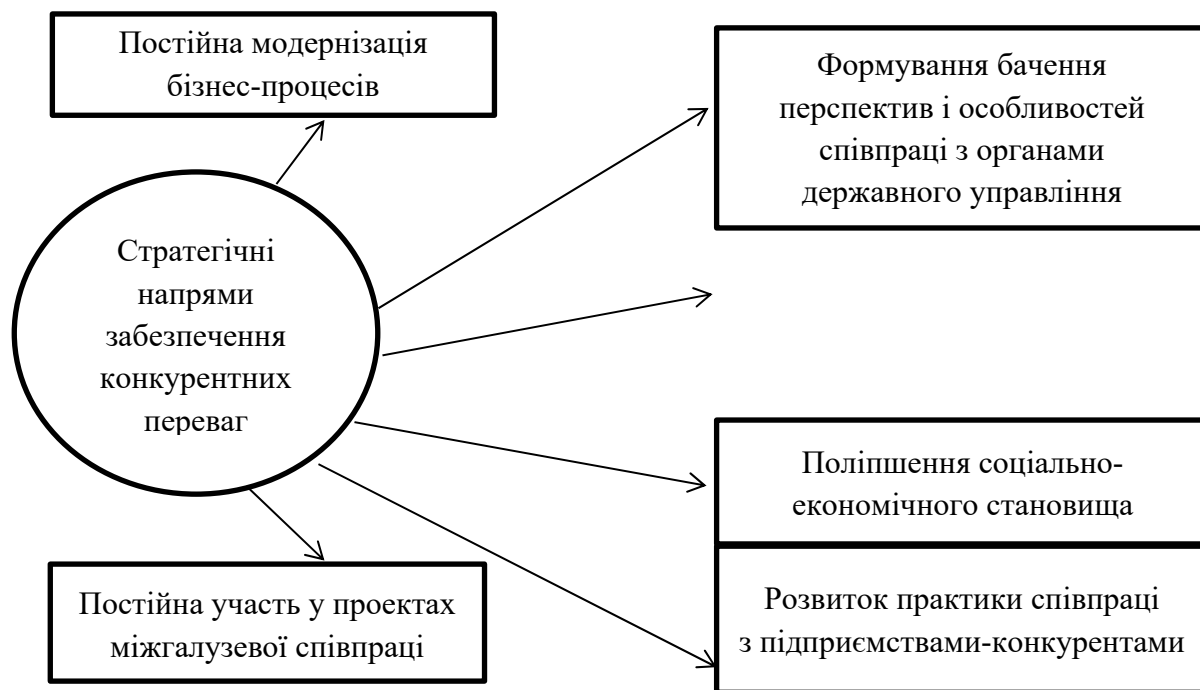 Постійна модернізація
бізнес-процесів
Формування бачення
перспектив і особливостей
співпраці з органами
державного управління
Стратегічні
напрями
забезпечення
конкурентних
переваг
Поліпшення соціально-
економічного становища
Постійна участь у проектах
міжгалузевої співпраці
Розвиток практики співпраці
з підприємствами-конкурентами